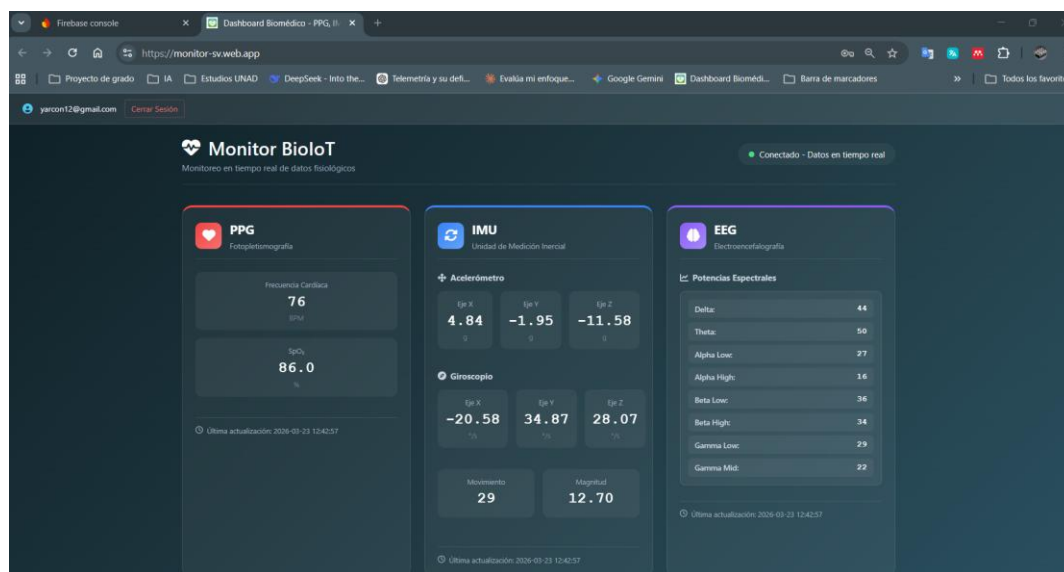 Firebase console
Dashboard Biomédico - PPG, I
https://monitor-sv.web.app
Proyecto de grado IA Estudios UNAD DeepSeek - Into the... Telemetría y su defi... Evalúa mi enfoque... Google Gemini Dashboard Biomédi... Barra de marcadores » Todos los favorit
yarcon12@gmail.com Cerrar Sesión
Monitor BioIoT
Monitoreo en tiempo real de datos fisiológicos
Conectado - Datos en tiempo real
PPG
Fotopletismografía
Frecuencia Cardíaca
76
BPM
SpO₂
86.0
%
Última actualización: 2026-03-23 12:42:57
IMU
Unidad de Medición Inercial
Acelerómetro
Eje X Eje Y Eje Z
4.84 -1.95 -11.58
g g g
Giroscopio
Eje X Eje Y Eje Z
-20.58 34.87 28.07
°/s °/s °/s
Movimiento Magnitud
29 12.70
Última actualización: 2026-03-23 12:42:57
EEG
Electroencefalografía
Potencias Espectrales
Delta: 44
Theta: 50
Alpha Low: 27
Alpha High: 16
Beta Low: 36
Beta High: 34
Gamma Low: 29
Gamma Mid: 22
Última actualización: 2026-03-23 12:42:57